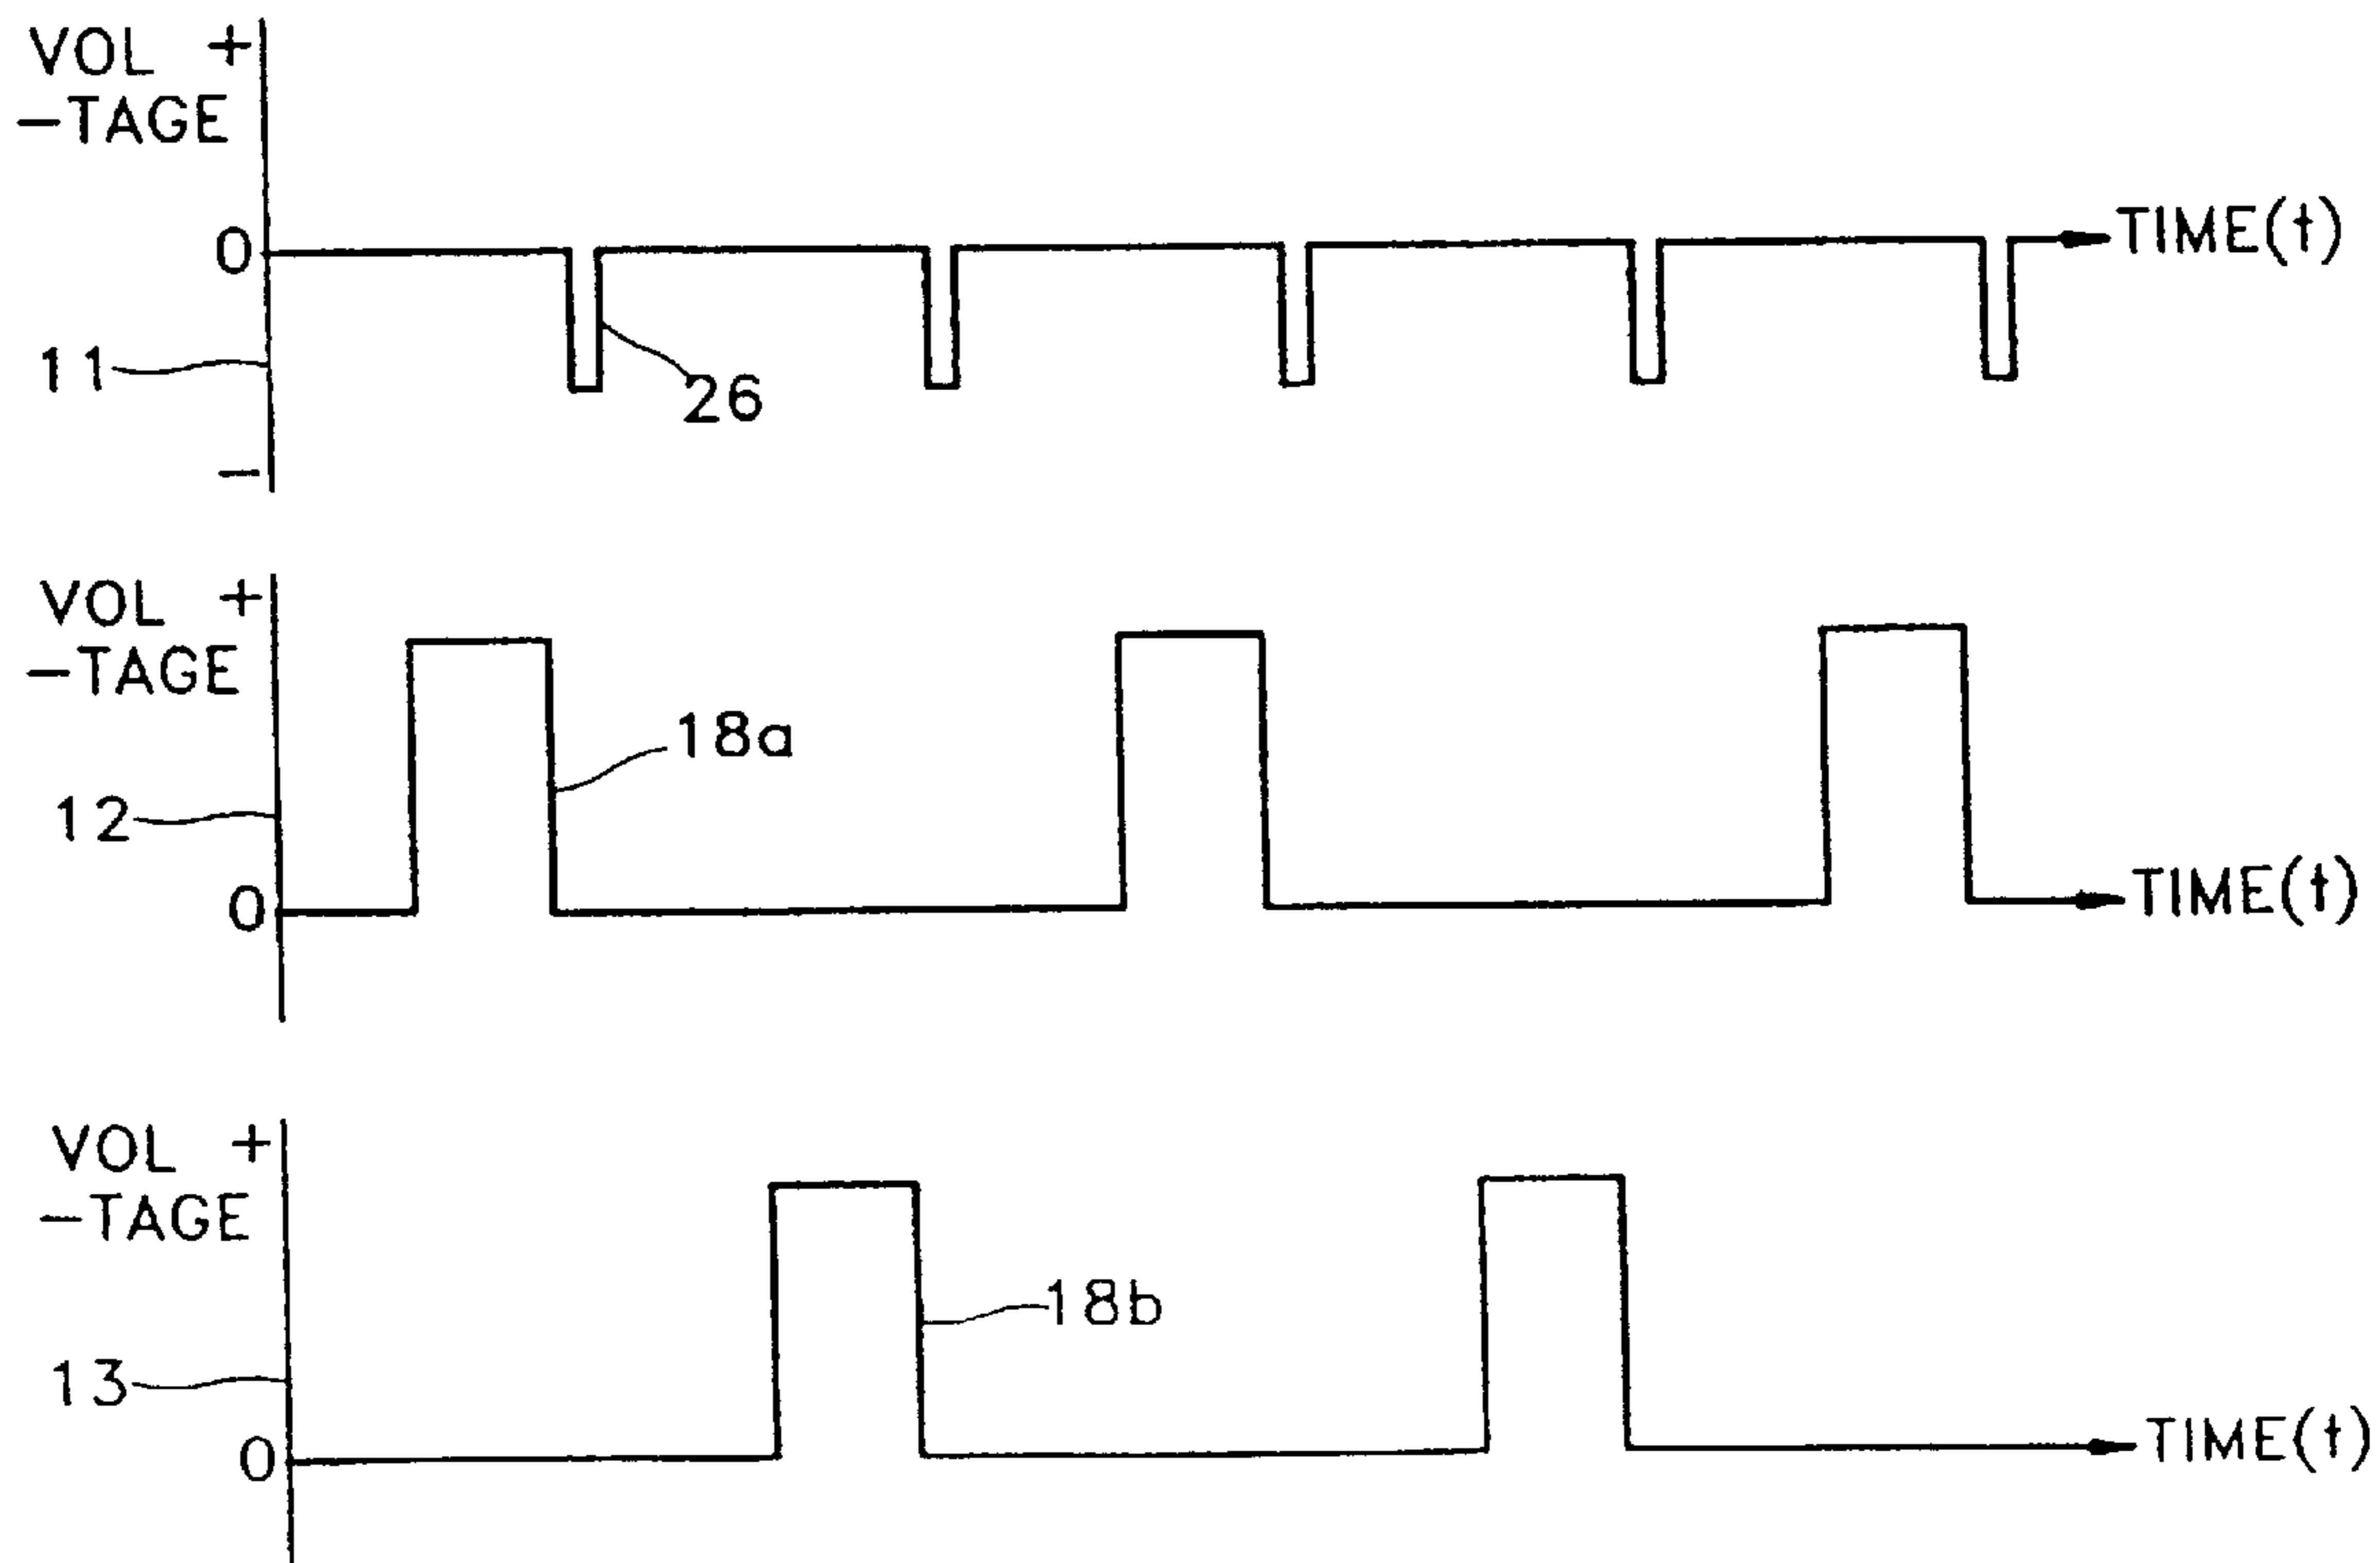 VOL +
-TAGE
0
TIME(t)
11
26
-
VOL +
-TAGE
18a
12
0
TIME(t)
VOL +
-TAGE
18b
13
0
TIME(t)